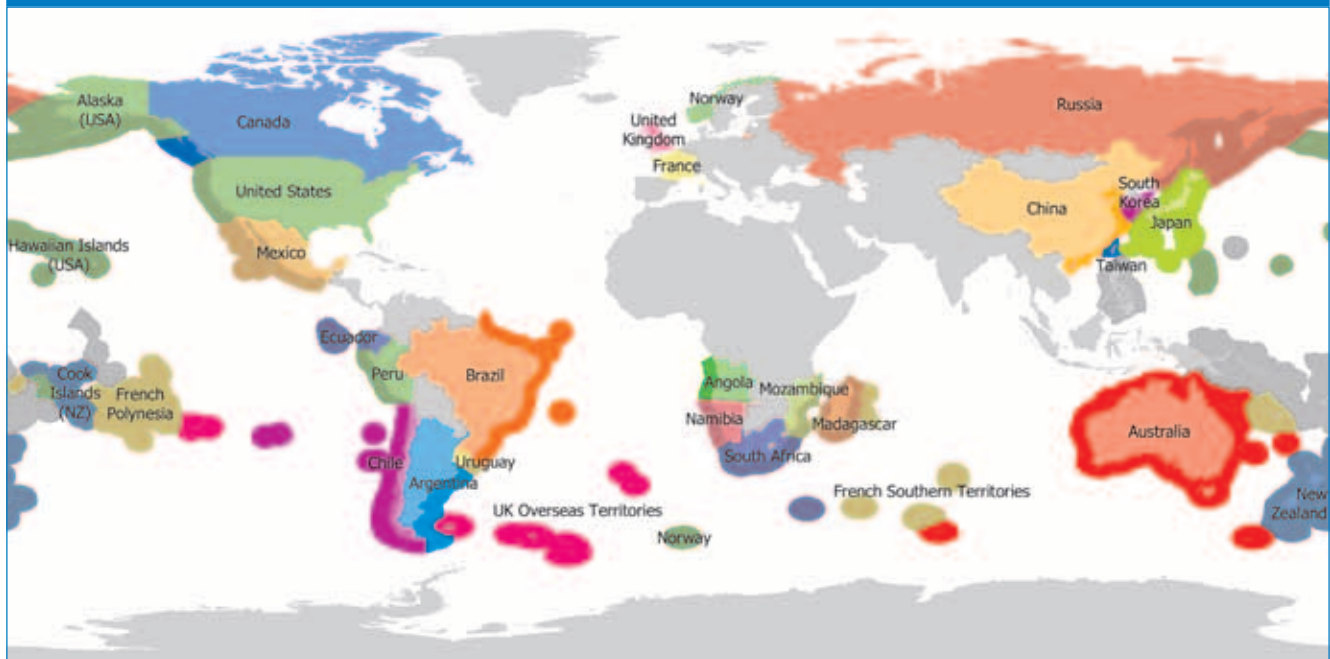 Norway
Alaska
(USA)
Canada
Russia
United
Kingdom
France
United States
South
Korea
China
Japan
Hawaiian Islands
(USA)
Mexico
Taiwan
Ecuador
Peru
Brazil
Cook
Islands
(NZ)
French
Polynesia
Angola
Mozambique
Namibia
Madagascar
Australia
Chile
Uruguay
South Africa
Argentina
French Southern Territories
New
Zealand
UK Overseas Territories
Norway